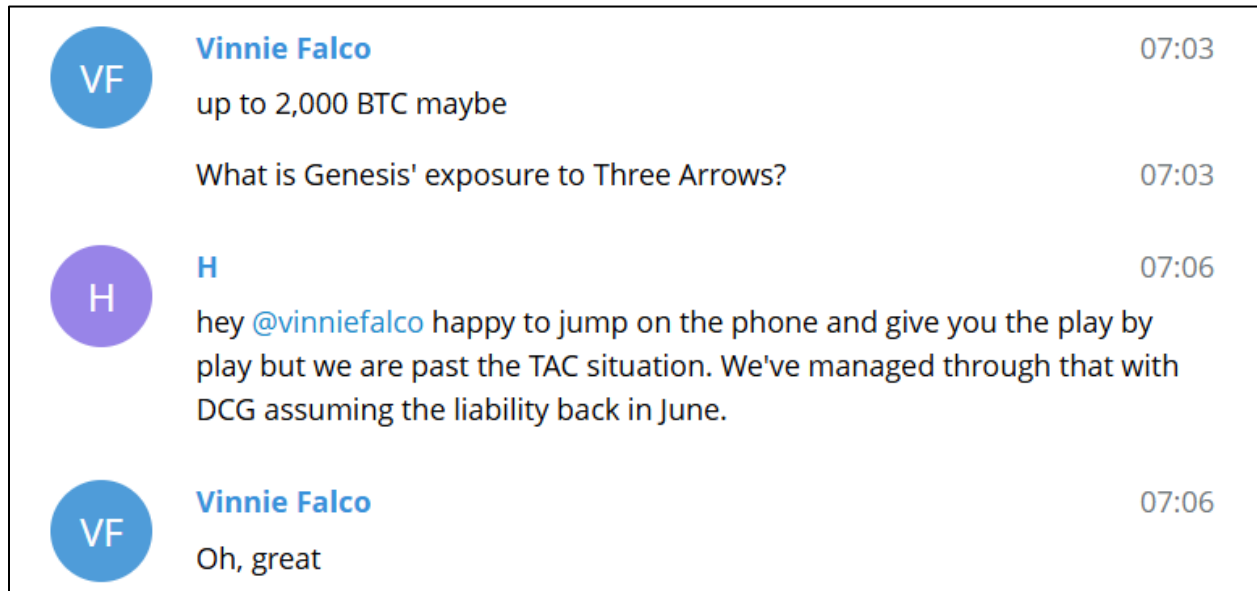 VF
Vinnie Falco 07:03
up to 2,000 BTC maybe
What is Genesis' exposure to Three Arrows? 07:03
H
H 07:06
hey @vinniefalco happy to jump on the phone and give you the play by
play but we are past the TAC situation. We've managed through that with
DCG assuming the liability back in June.
VF
Vinnie Falco 07:06
Oh, great